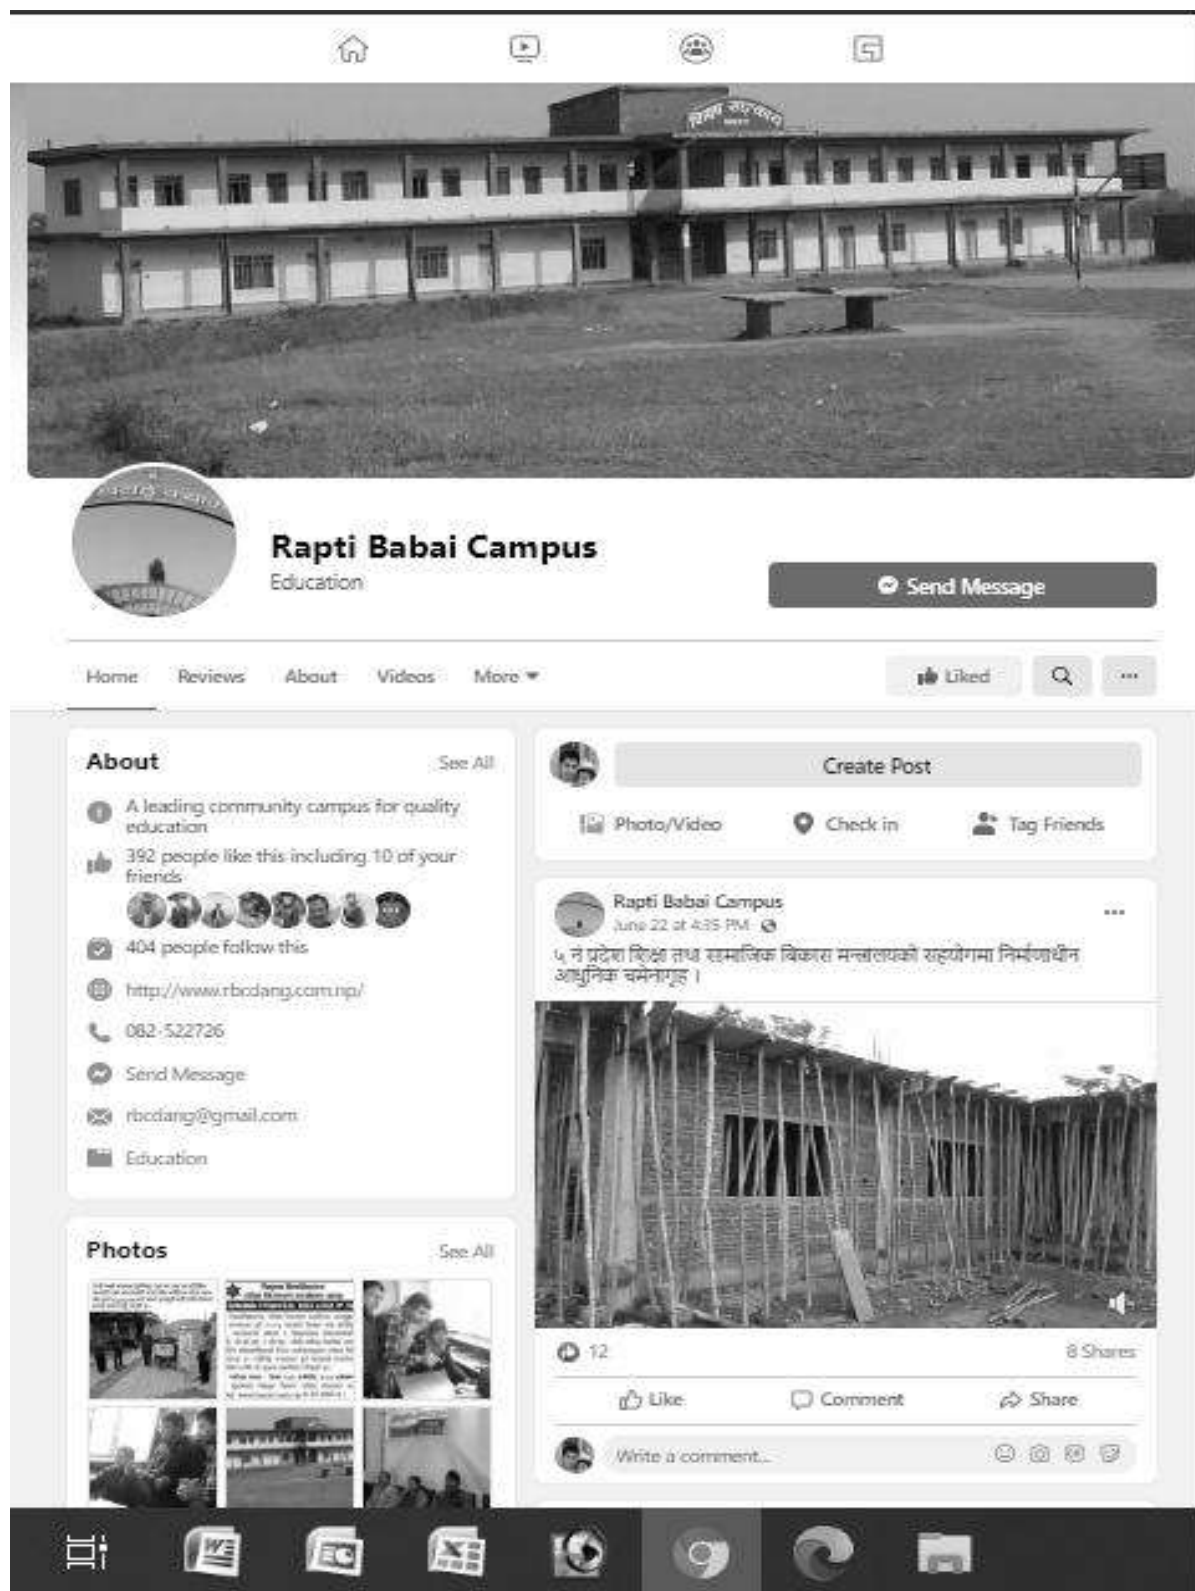 Rapti Babai Campus
Education
Send Message
Home Reviews About Videos More
Liked
About See All
A leading community campus for quality
education
392 people like this including 10 of your
friends
404 people follow this
http://www.rbcdang.com.np/
082-522726
Send Message
rbcdang@gmail.com
Education
Photos See All
Create Post
Photo/Video Check in Tag Friends
Rapti Babai Campus
June 22 at 4:35 PM
५ नं प्रदेश शिक्षा तथा सामाजिक बिकास मन्त्रालयको सहयोगमा निर्माणाधीन
आधुनिक चमेनागृह ।
12 8 Shares
Like Comment Share
Write a comment...